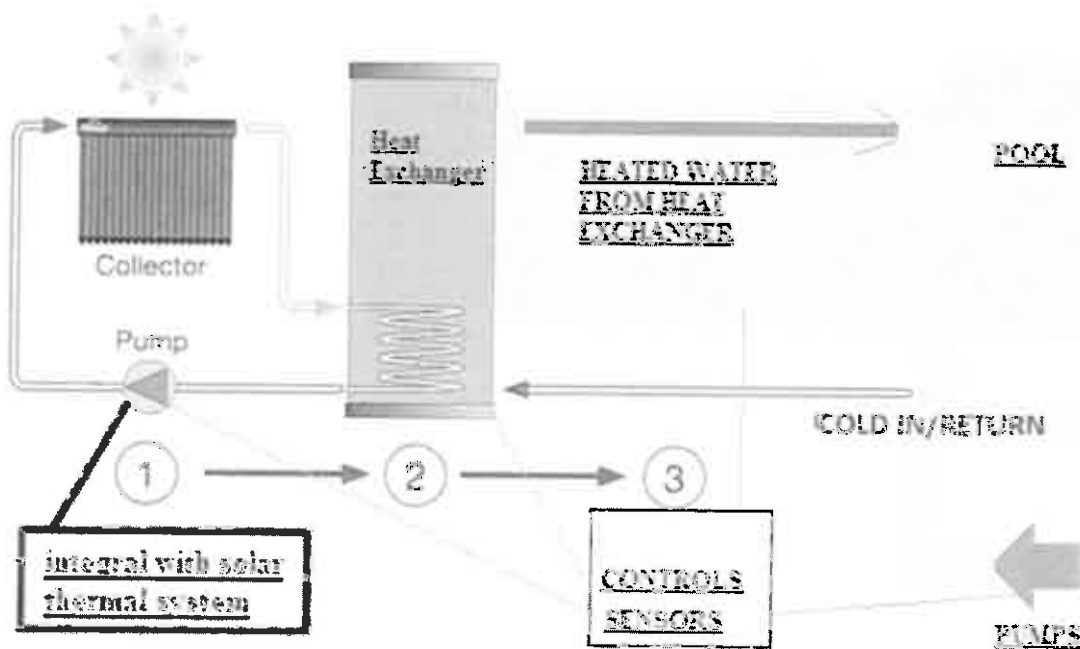 Heat
Exchanger
POOL
HEATED WATER
FROM HEAT
EXCHANGER
Collector
Pump
COLD IN/RETURN
1
2
3
integral with solar
thermal system
CONTROLS
SENSORS
PUMPS